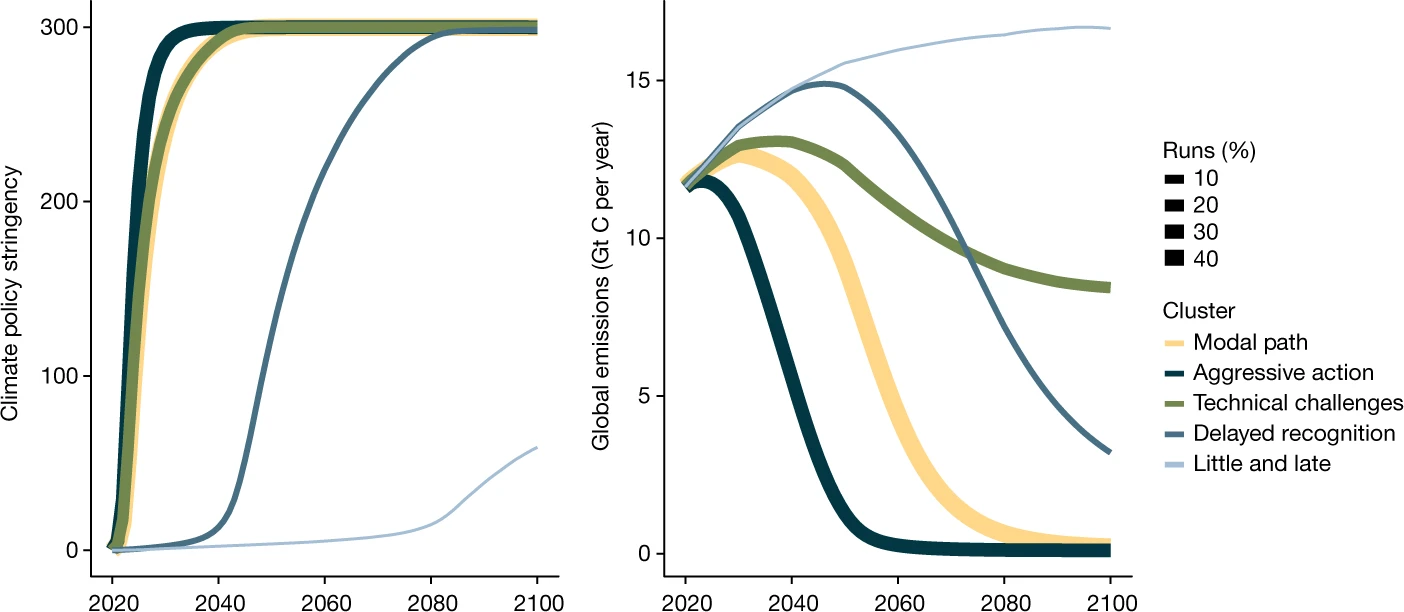 Climate policy stringency
300
200
100
0
2020 2040 2060 2080 2100
Global emissions (Gt C per year)
15
10
5
0
2020 2040 2060 2080 2100
Runs (%)
10
20
30
40
Cluster
Modal path
Aggressive action
Technical challenges
Delayed recognition
Little and late